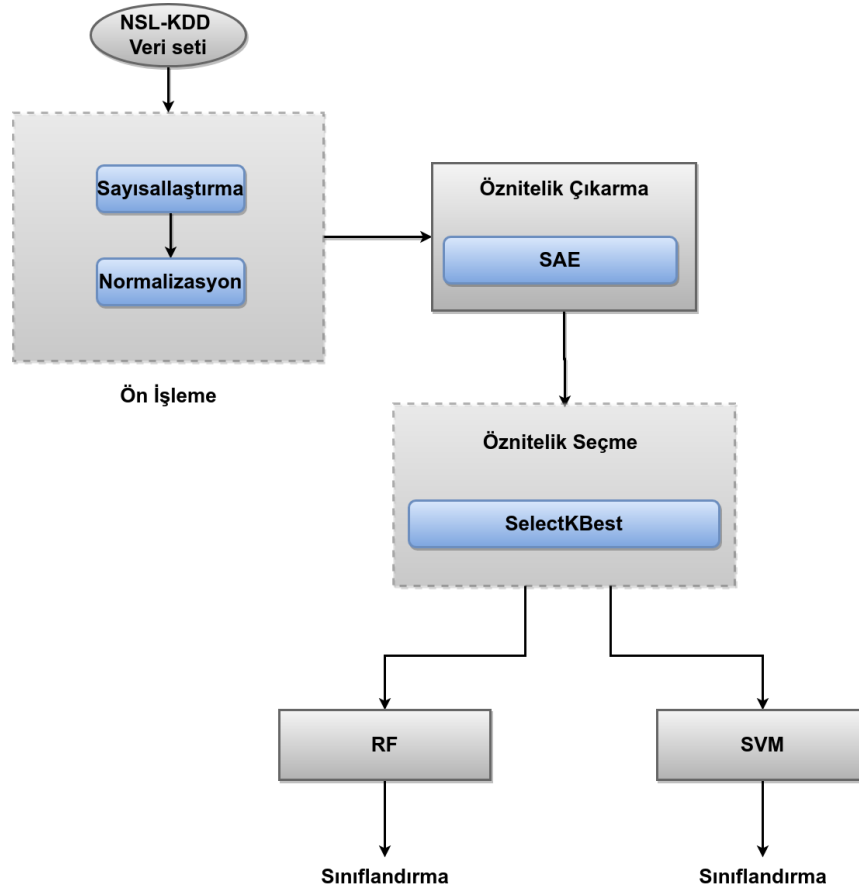 NSL-KDD
Veri seti
Sayısallaştırma
Normalizasyon
Ön İşleme
Öznitelik Çıkarma
SAE
Öznitelik Seçme
SelectKBest
RF
SVM
Sınıflandırma
Sınıflandırma